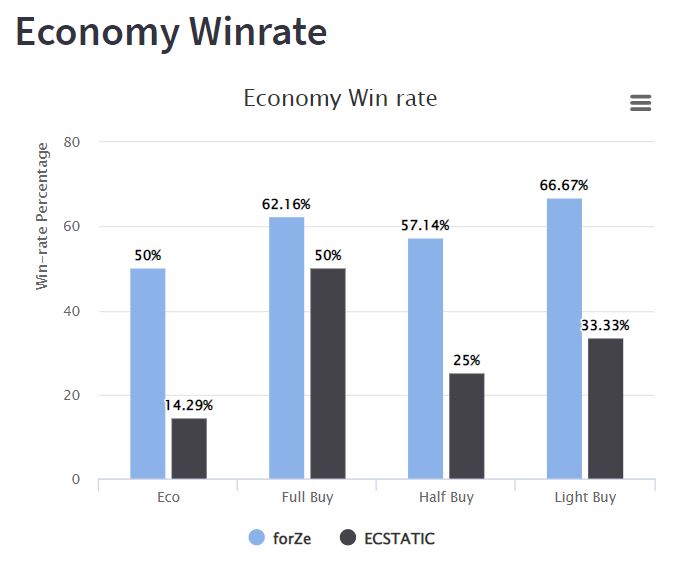 Economy Winrate
Economy Win rate
Win-rate Percentage
80
60
40
20
0
50%
14.29%
62.16%
50%
57.14%
25%
66.67%
33.33%
Eco
Full Buy
Half Buy
Light Buy
forZe
ECSTATIC